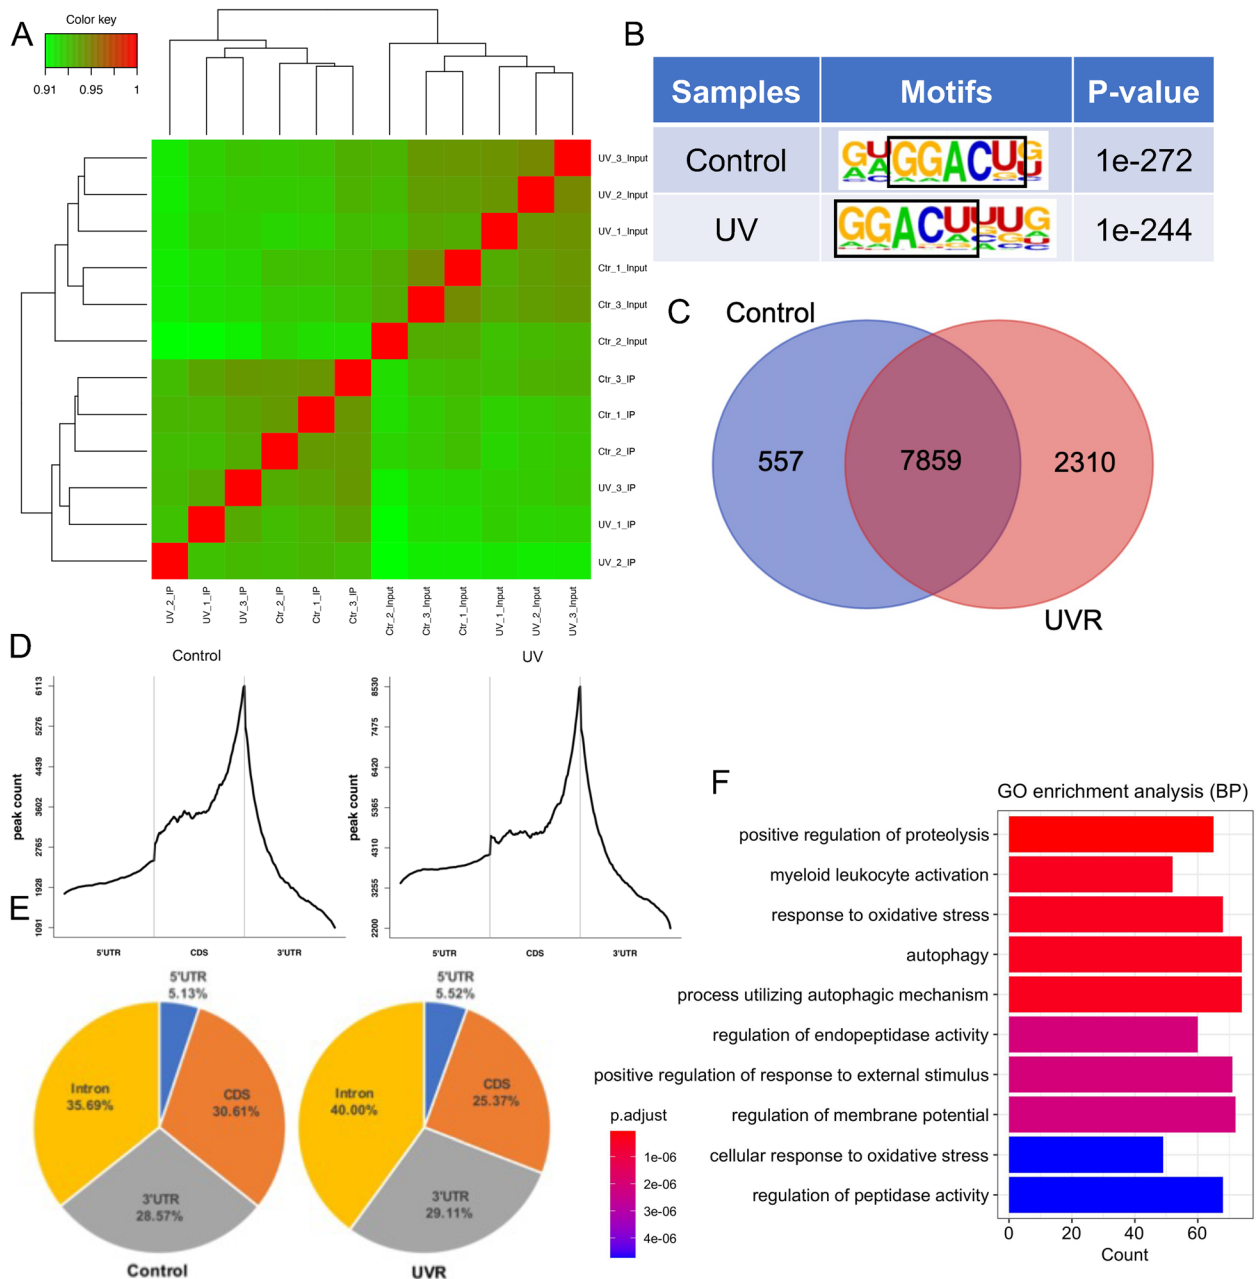 A
Color key
0.91 0.95 1
UV_3_Input
UV_2_Input
UV_1_Input
Ctr_1_Input
Ctr_3_Input
Ctr_2_Input
Ctr_3_IP
Ctr_1_IP
Ctr_2_IP
UV_3_IP
UV_1_IP
UV_2_IP
UV_2_IP UV_1_IP UV_3_IP Ctr_2_IP Ctr_1_IP Ctr_3_IP Ctr_2_Input Ctr_3_Input Ctr_1_Input UV_1_Input UV_2_Input UV_3_Input
B
Samples Motifs P-value
Control GUGGACUG 1e-272
UV GGACUUUG 1e-244
C
Control
557 7859 2310
UVR
D
Control
peak count
6113
5276
4439
3602
2765
1928
1091
5'UTR CDS 3'UTR
UV
peak count
8530
7475
6420
5365
4310
3255
2200
5'UTR CDS 3'UTR
E
5'UTR
5.13%
CDS
30.61%
3'UTR
28.57%
Intron
35.69%
Control
5'UTR
5.52%
CDS
25.37%
3'UTR
29.11%
Intron
40.00%
UVR
F
GO enrichment analysis (BP)
positive regulation of proteolysis
myeloid leukocyte activation
response to oxidative stress
autophagy
process utilizing autophagic mechanism
regulation of endopeptidase activity
positive regulation of response to external stimulus
regulation of membrane potential
cellular response to oxidative stress
regulation of peptidase activity
0 20 40 60
Count
p.adjust
1e-06
2e-06
3e-06
4e-06